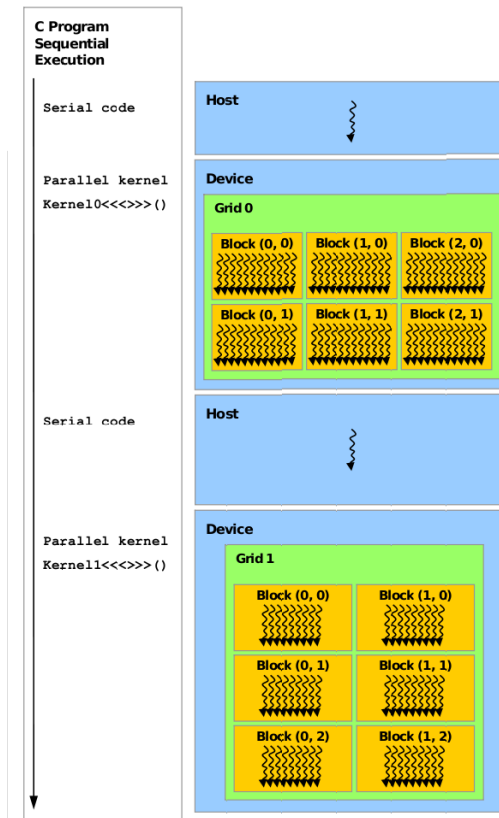 C Program
Sequential
Execution
Serial code
Host
Parallel kernel
Kernel0<<<>>>()
Device
Grid 0
Block (0, 0)
Block (1, 0)
Block (2, 0)
Block (0, 1)
Block (1, 1)
Block (2, 1)
Serial code
Host
Parallel kernel
Kernel1<<<>>>()
Device
Grid 1
Block (0, 0)
Block (1, 0)
Block (0, 1)
Block (1, 1)
Block (0, 2)
Block (1, 2)